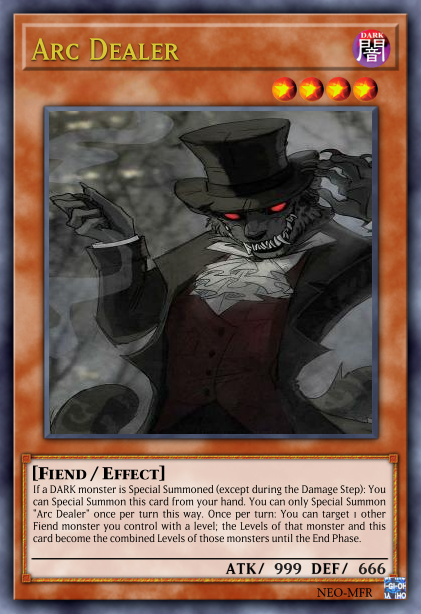 Arc Dealer
DARK
闇
[Fiend / Effect]
If a DARK monster is Special Summoned (except during the Damage Step): You
can Special Summon this card from your hand. You can only Special Summon
"Arc Dealer" once per turn this way. Once per turn: You can target 1 other
Fiend monster you control with a level; the Levels of that monster and this
card become the combined Levels of those monsters until the End Phase.
ATK/ 999 DEF/ 666
NEO-MFR